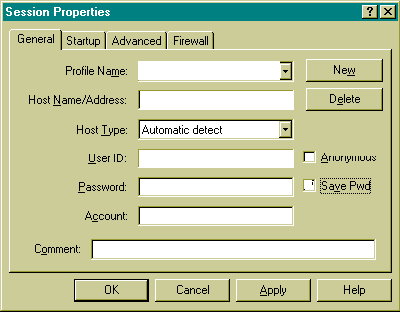 Session Properties
General Startup Advanced Firewall
Profile Name: New
Host Name/Address: Delete
Host Type: Automatic detect
User ID: Anonymous
Password: Save Pwd
Account:
Comment:
OK Cancel Apply Help